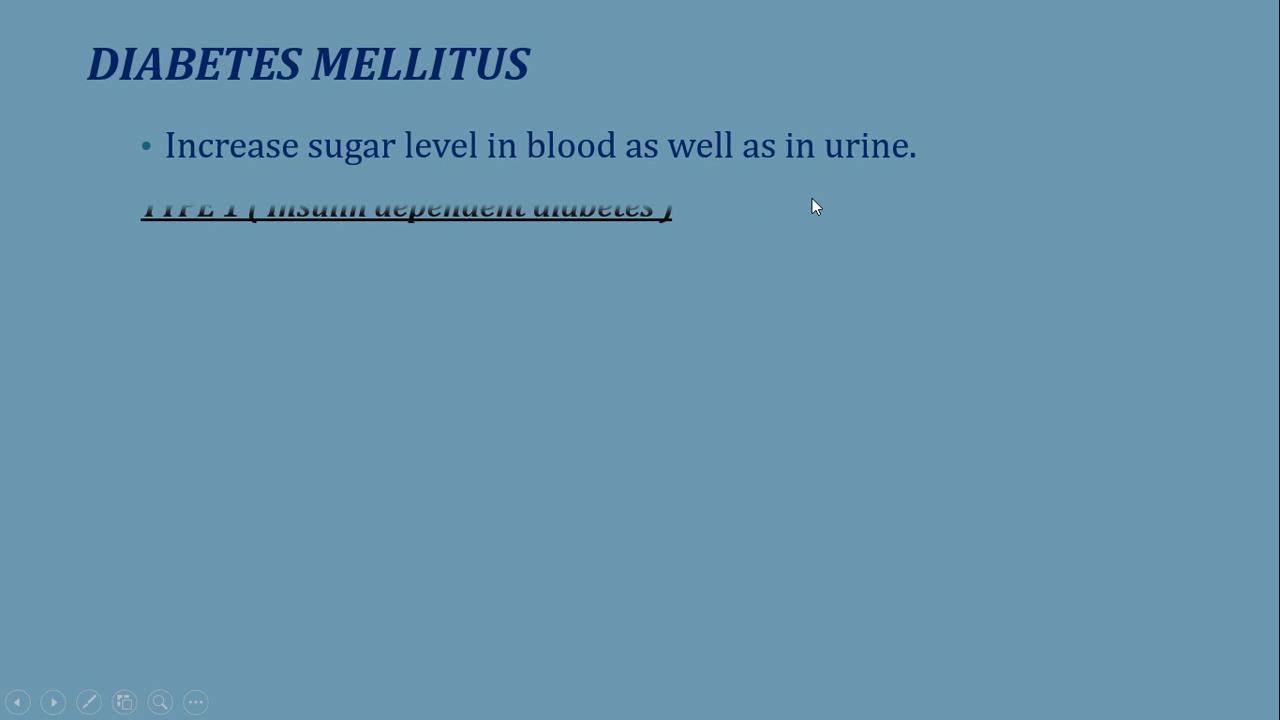 DIABETES MELLITUS
• Increase sugar level in blood as well as in urine.
TYPE 1 ( Insulin dependent diabetes )